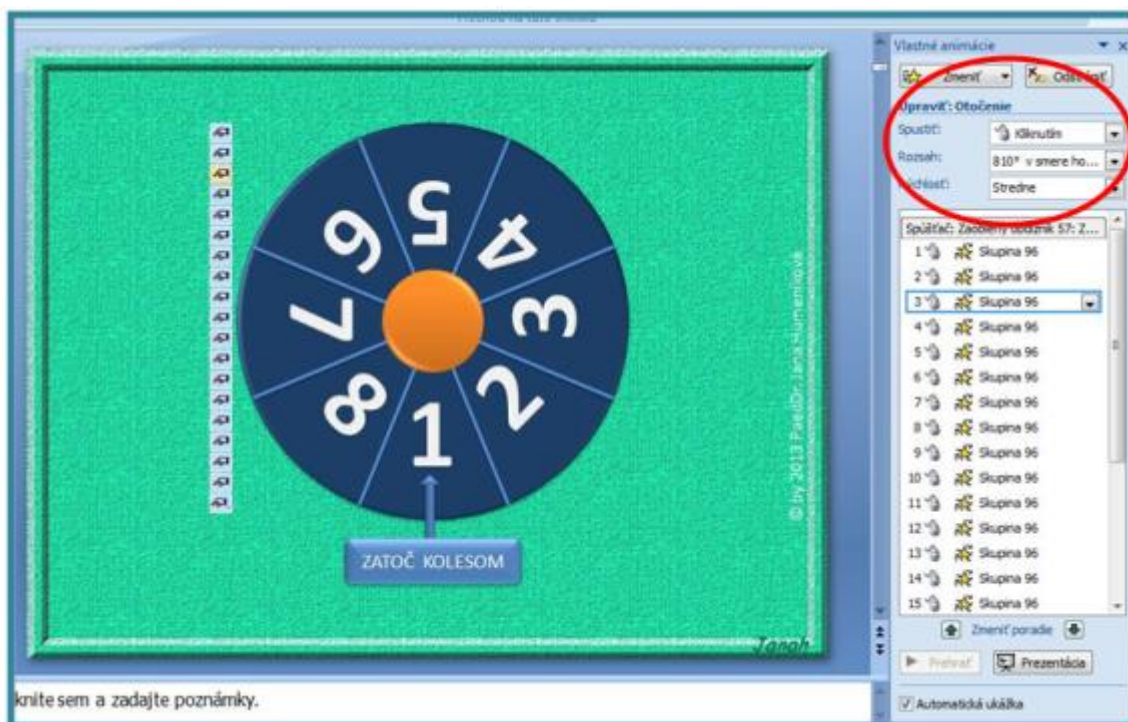 Vlastné animácie
Zmeniť
Odstrániť
Upraviť: Otočenie
Spustiť:
Kliknutím
Rozsah:
810° v smere ho...
Rýchlosť:
Stredne
Spúšťač: Zaoblený obdĺžnik 57: Z...
1 Skupina 96
2 Skupina 96
3 Skupina 96
4 Skupina 96
5 Skupina 96
6 Skupina 96
7 Skupina 96
8 Skupina 96
9 Skupina 96
10 Skupina 96
11 Skupina 96
12 Skupina 96
13 Skupina 96
14 Skupina 96
15 Skupina 96
Zmeniť poradie
Prehrať
Prezentácia
Automatická ukážka
5
4
3
2
1
8
7
6
ZATOČ KOLESOM
© by 2013 PaedDr. Jana Humeníková
Janah
knite sem a zadajte poznámky.